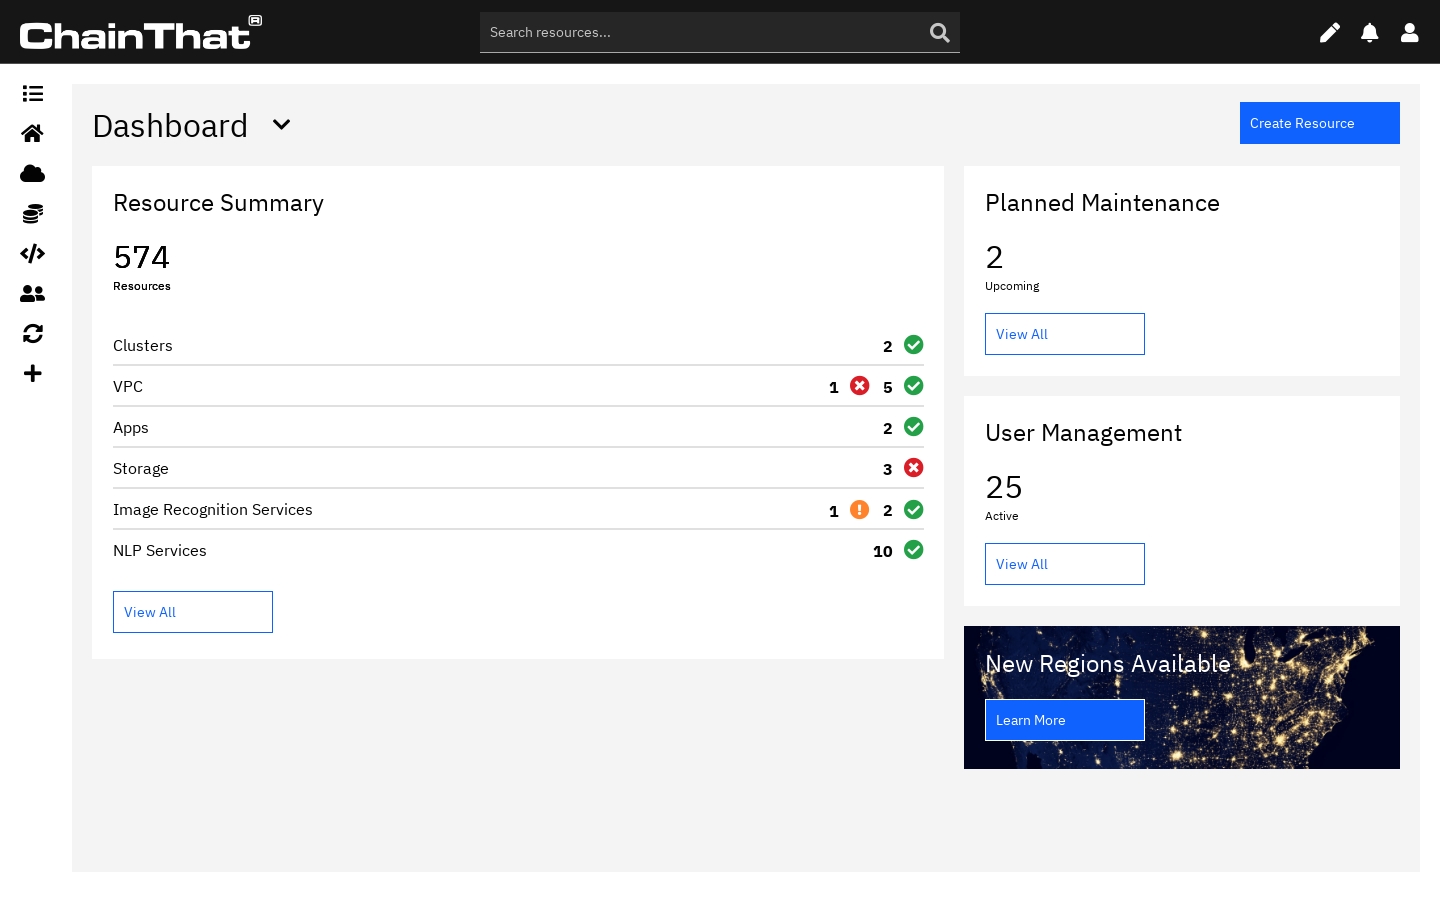 ChainThat®
Search resources...
Dashboard
Create Resource
Resource Summary
574
Resources
Clusters 2
VPC 1 5
Apps 2
Storage 3
Image Recognition Services 1 2
NLP Services 10
View All
Planned Maintenance
2
Upcoming
View All
User Management
25
Active
View All
New Regions Available
Learn More